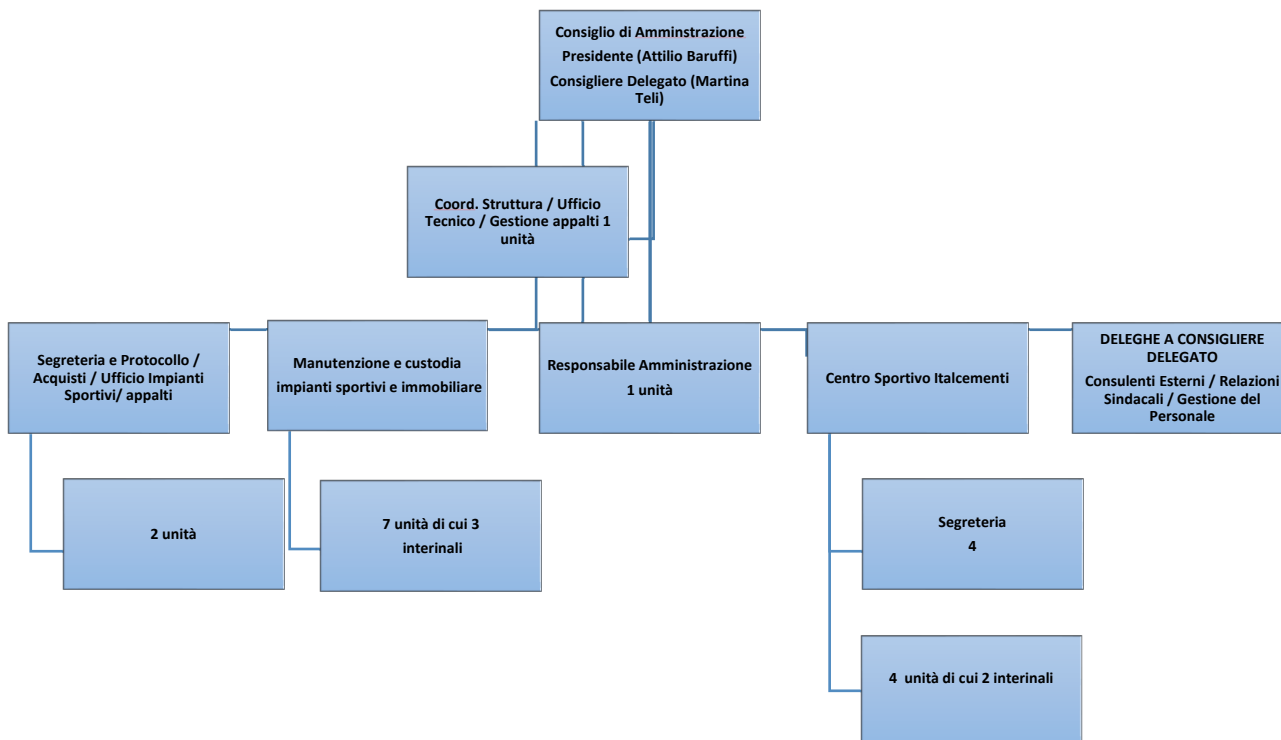 Consiglio di Amminstrazione
Presidente (Attilio Baruffi)
Consigliere Delegato (Martina
Teli)
Coord. Struttura / Ufficio
Tecnico / Gestione appalti 1
unità
Segreteria e Protocollo /
Acquisti / Ufficio Impianti
Sportivi/ appalti
Manutenzione e custodia
impianti sportivi e immobiliare
Responsabile Amministrazione
1 unità
Centro Sportivo Italcementi
DELEGHE A CONSIGLIERE
DELEGATO
Consulenti Esterni / Relazioni
Sindacali / Gestione del
Personale
2 unità
7 unità di cui 3
interinali
Segreteria
4
4 unità di cui 2 interinali